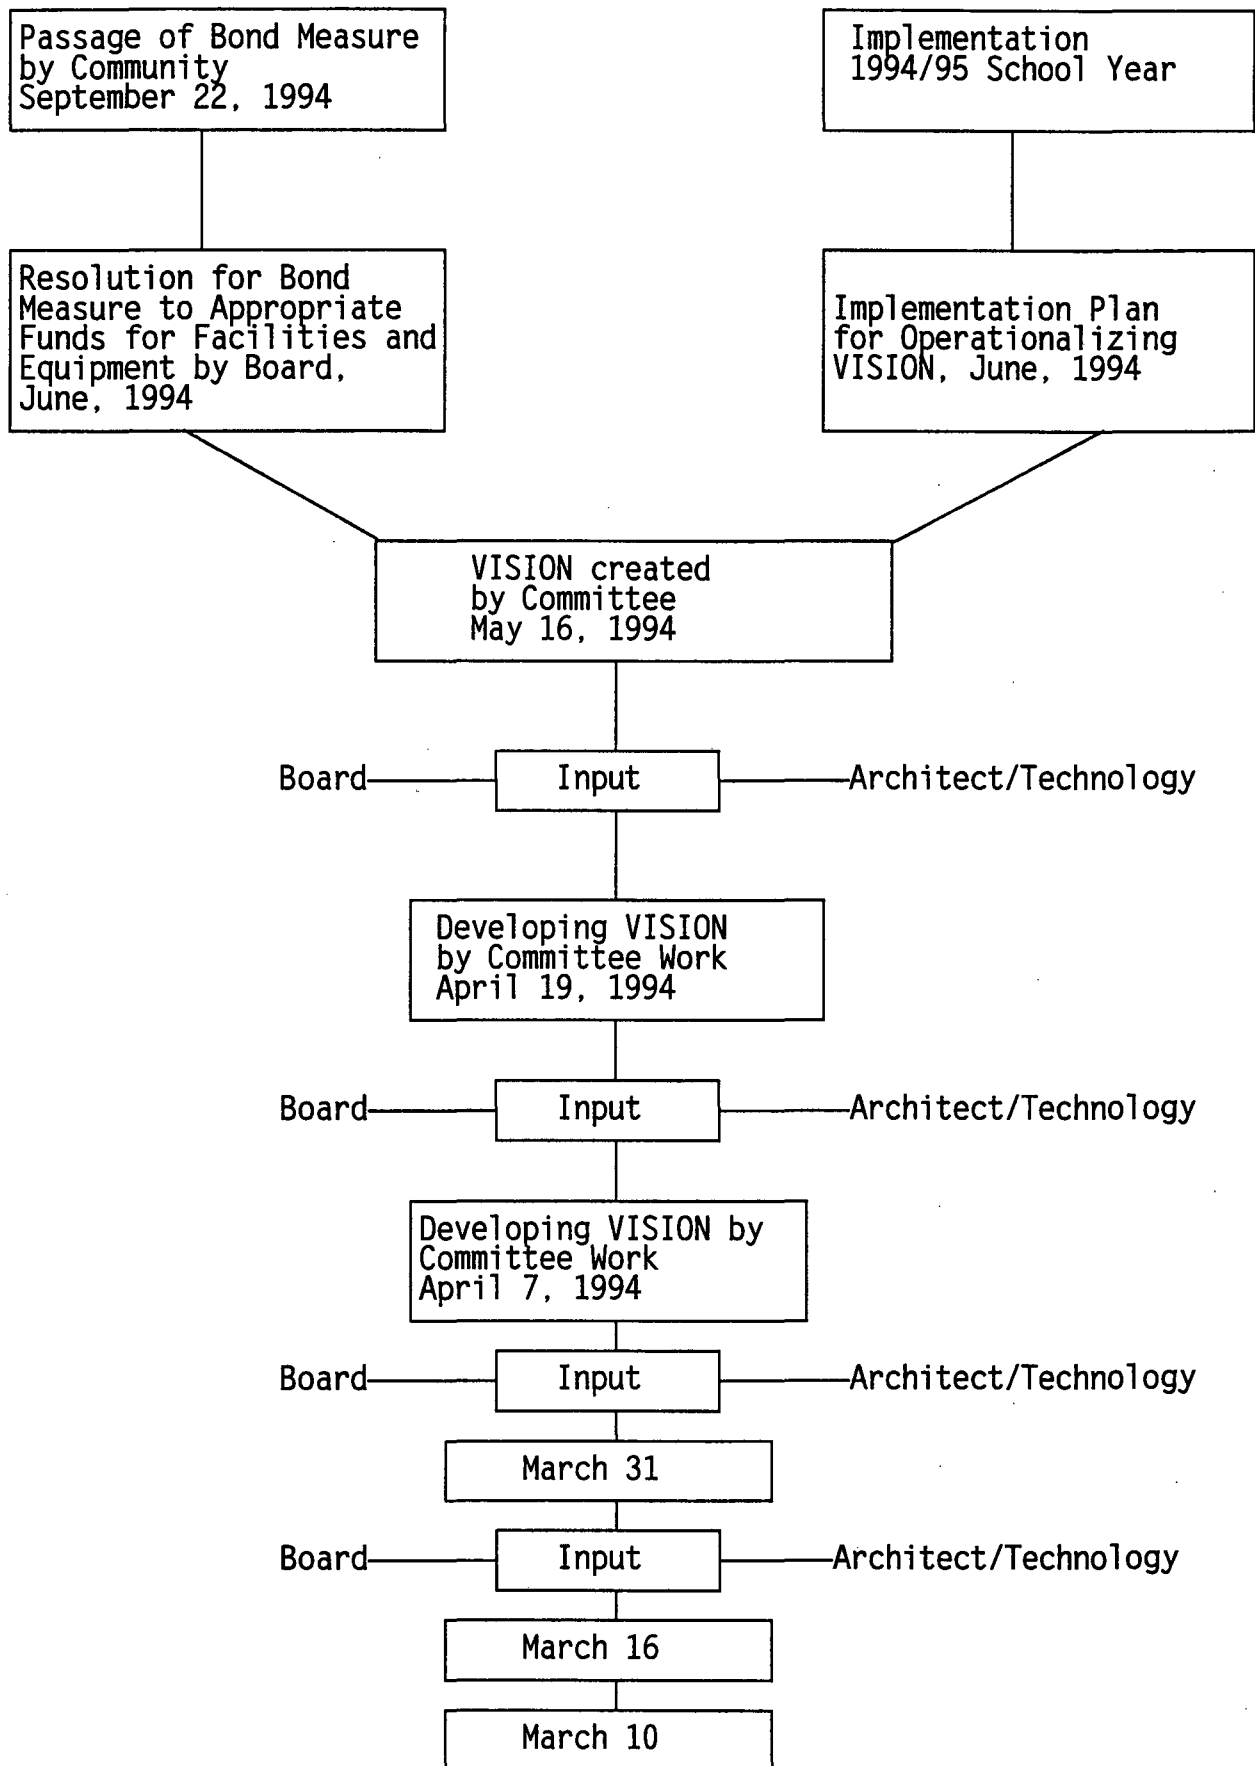 Passage of Bond Measure
by Community
September 22, 1994
Implementation
1994/95 School Year
Resolution for Bond
Measure to Appropriate
Funds for Facilities and
Equipment by Board,
June, 1994
Implementation Plan
for Operationalizing
VISION, June, 1994
VISION created
by Committee
May 16, 1994
Board
Input
Architect/Technology
Developing VISION
by Committee Work
April 19, 1994
Board
Input
Architect/Technology
Developing VISION by
Committee Work
April 7, 1994
Board
Input
Architect/Technology
March 31
Board
Input
Architect/Technology
March 16
March 10